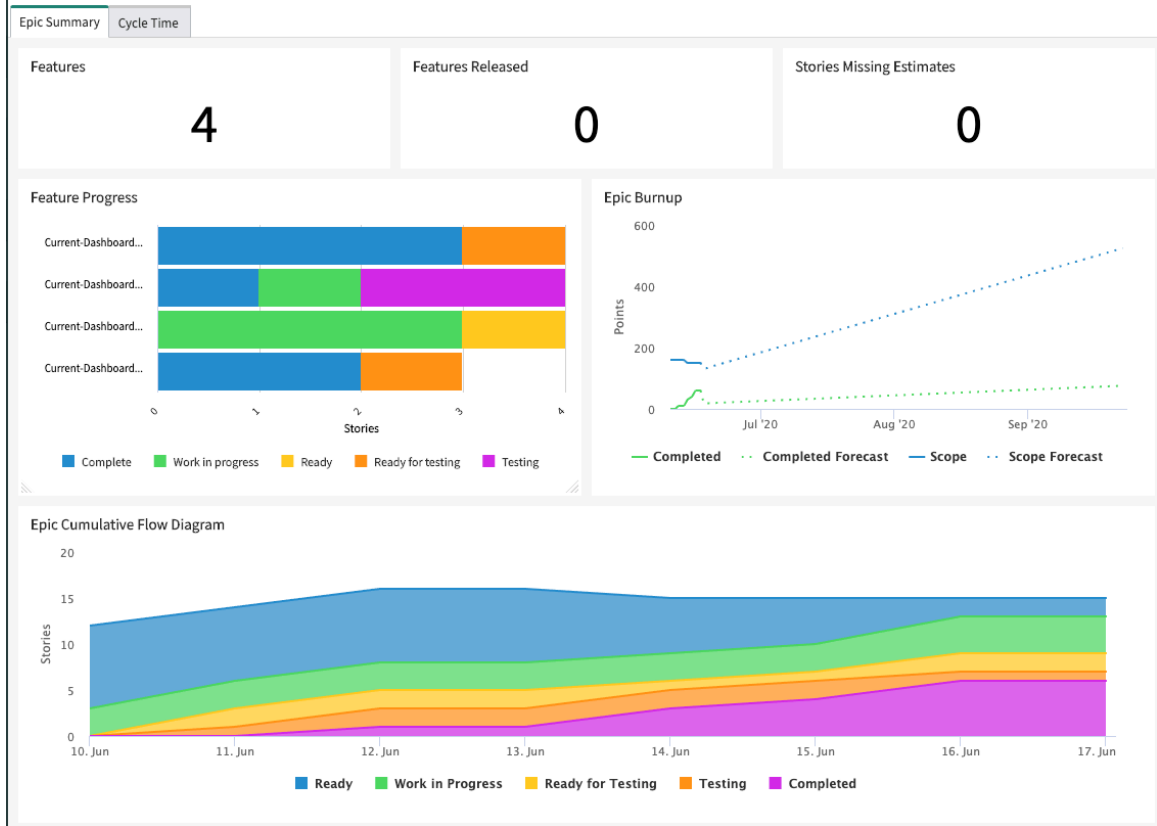 Epic Summary
Cycle Time
Features
4
Features Released
0
Stories Missing Estimates
0
Feature Progress
Current-Dashboard...
Current-Dashboard...
Current-Dashboard...
Current-Dashboard...
0 1 2 3 4
Stories
Complete Work in progress Ready Ready for testing Testing
Epic Burnup
600
400
200
0
Points
Jul '20 Aug '20 Sep '20
Completed Completed Forecast Scope Scope Forecast
Epic Cumulative Flow Diagram
20
15
10
5
0
Stories
10. Jun 11. Jun 12. Jun 13. Jun 14. Jun 15. Jun 16. Jun 17. Jun
Ready Work in Progress Ready for Testing Testing Completed